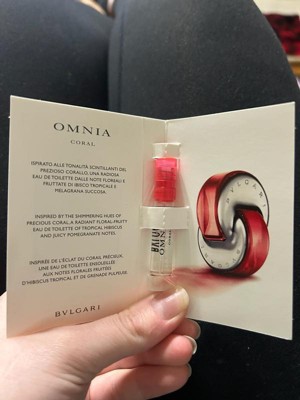 OMNIA
CORAL
ISPIRATO ALLE TONALITÀ SCINTILLANTI DEL
PREZIOSO CORALLO, UNA RADIOSA
EAU DE TOILETTE DALLE NOTE FLOREALI E
FRUTTATE DI IBISCO TROPICALE E
MELAGRANA SUCCOSA.
INSPIRED BY THE SHIMMERING HUES OF
PRECIOUS CORAL, A RADIANT FLORAL-FRUITY
EAU DE TOILETTE OF TROPICAL HIBISCUS
AND JUICY POMEGRANATE NOTES.
INSPIRÉE DE L'ÉCLAT DU CORAIL PRÉCIEUX,
UNE EAU DE TOILETTE ENSOLEILLÉE
AUX NOTES FLORALES FRUITÉES
D'HIBISCUS TROPICAL ET DE GRENADE PULPEUSE.
BVLGARI
OMNIA
BVLGARI